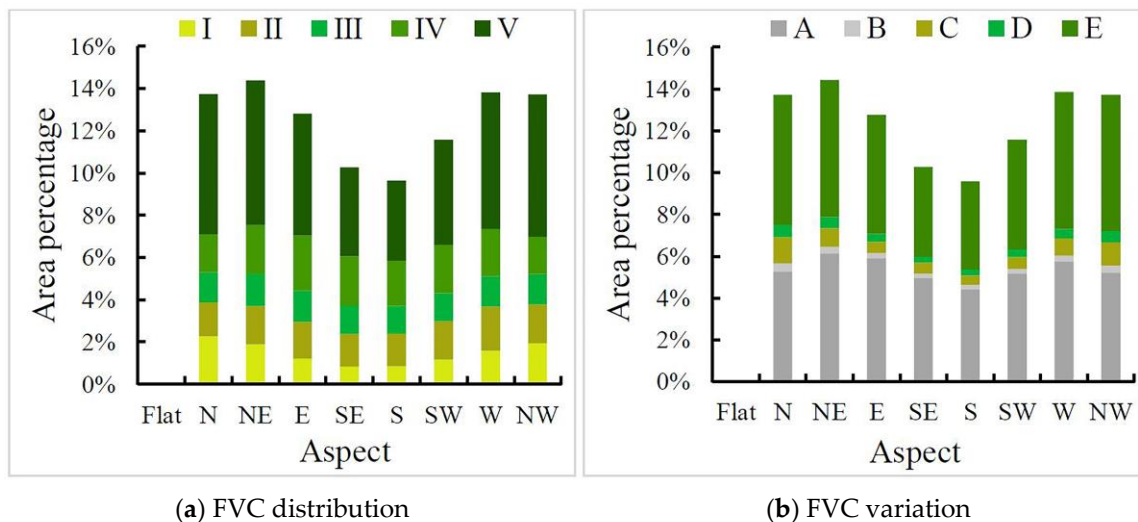 I II III IV V
16%
14%
12%
10%
8%
6%
4%
2%
0%
Area percentage
Flat N NE E SE S SW W NW
Aspect
(a) FVC distribution
A B C D E
16%
14%
12%
10%
8%
6%
4%
2%
0%
Area percentage
Flat N NE E SE S SW W NW
Aspect
(b) FVC variation